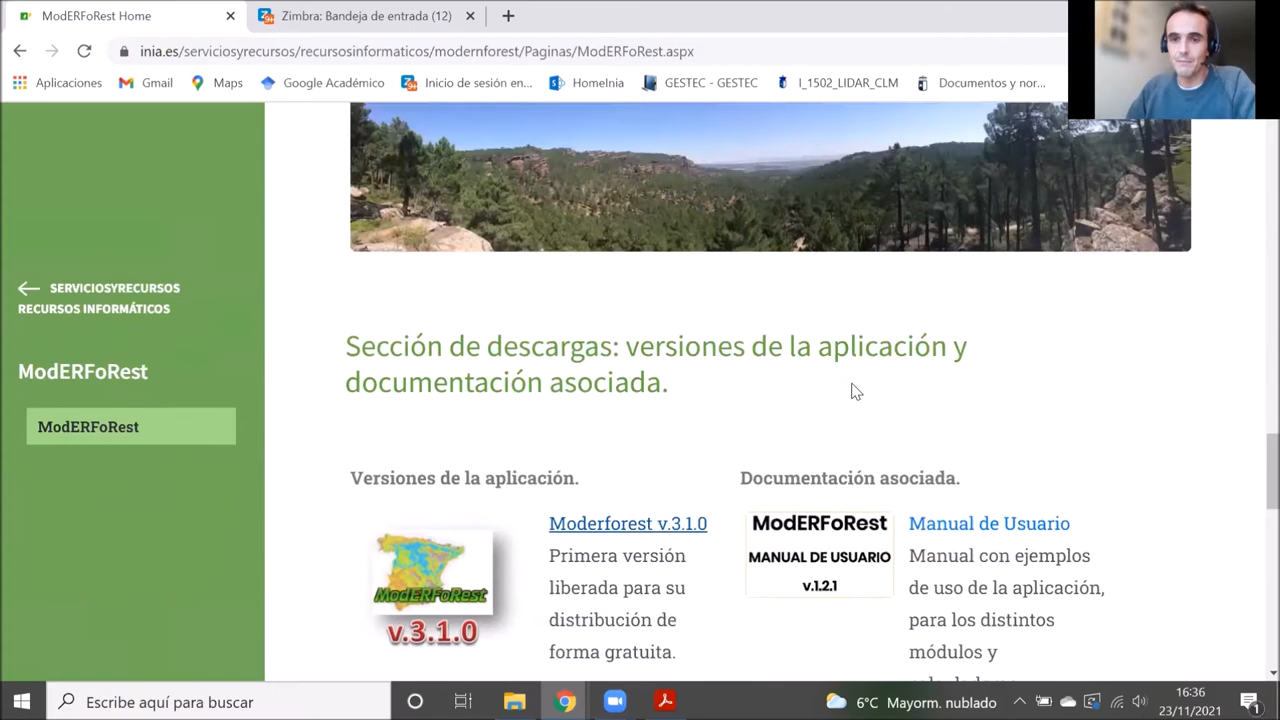 ModERFoRest Home
Zimbra: Bandeja de entrada (12)
inia.es/serviciosyrecursos/recursosinformaticos/modernforest/Paginas/ModERFoRest.aspx
Aplicaciones
Gmail
Maps
Google Académico
Inicio de sesión en...
HomeInia
GESTEC - GESTEC
I_1502_LIDAR_CLM
Documentos y nor...
SERVICIOSYRECURSOS
RECURSOS INFORMÁTICOS
ModERFoRest
ModERFoRest
Sección de descargas: versiones de la aplicación y
documentación asociada.
Versiones de la aplicación.
ModERFoRest
v.3.1.0
Moderforest v.3.1.0
Primera versión
liberada para su
distribución de
forma gratuita.
Documentación asociada.
ModERFoRest
MANUAL DE USUARIO
v.1.2.1
Manual de Usuario
Manual con ejemplos
de uso de la aplicación,
para los distintos
módulos y
Escribe aquí para buscar
6°C Mayorm. nublado
16:36
23/11/2021
1